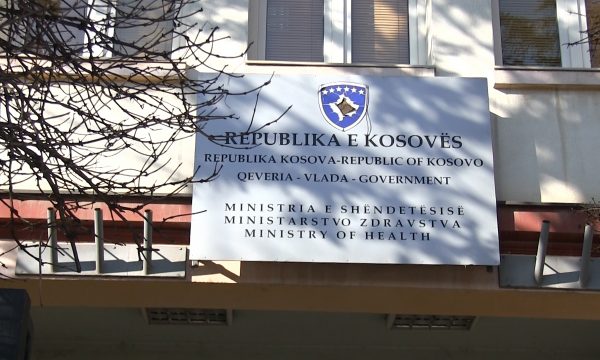 REPUBLIKA E KOSOVËS
REPUBLIKA KOSOVA-REPUBLIC OF KOSOVO
QEVERIA - VLADA - GOVERNMENT
MINISTRIA E SHËNDETËSISË
MINISTARSTVO ZDRAVSTVA
MINISTRY OF HEALTH